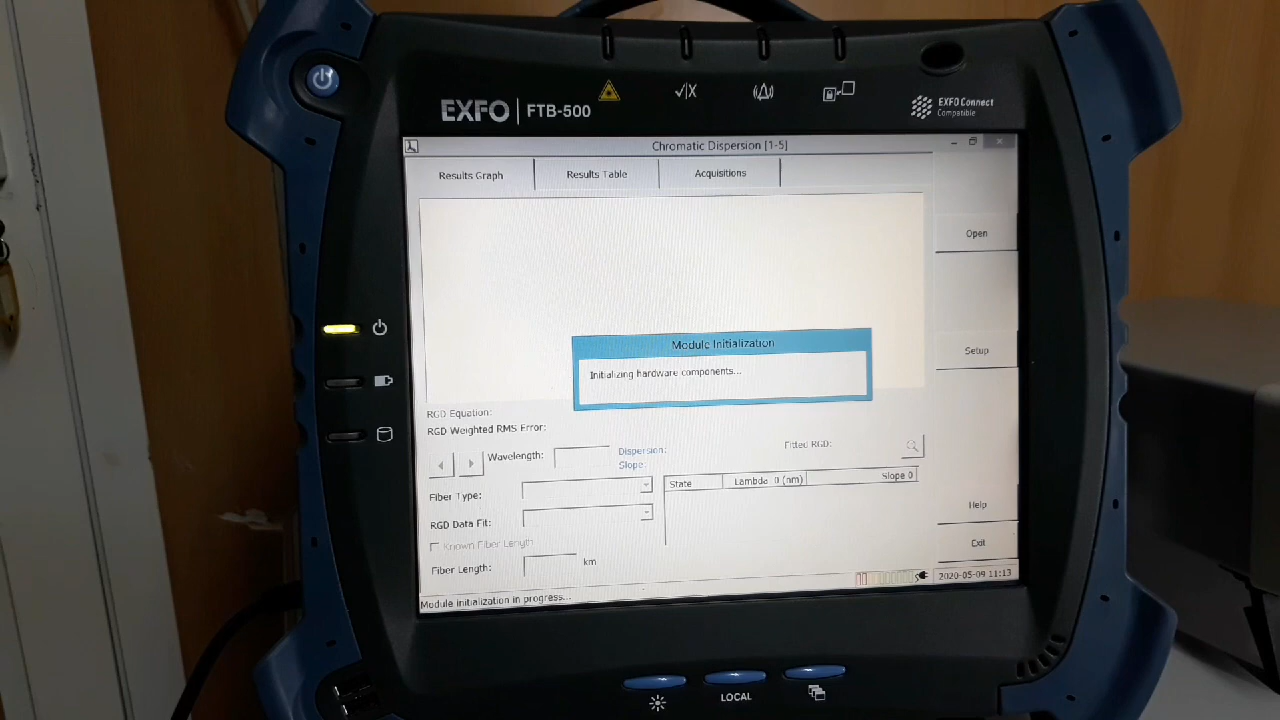 EXFO FTB-500
EXFO Connect
Compatible
Chromatic Dispersion [1-5]
Results Graph
Results Table
Acquisitions
Open
Module Initialization
Initializing hardware components...
Setup
RGD Equation:
RGD Weighted RMS Error:
Wavelength:
Dispersion:
Slope:
Fitted RGD:
State
Lambda 0 (nm)
Slope 0
Fiber Type:
RGD Data Fit:
Known Fiber Length
Fiber Length:
km
Help
Exit
Module initialization in progress...
2020-05-09 11:13
LOCAL